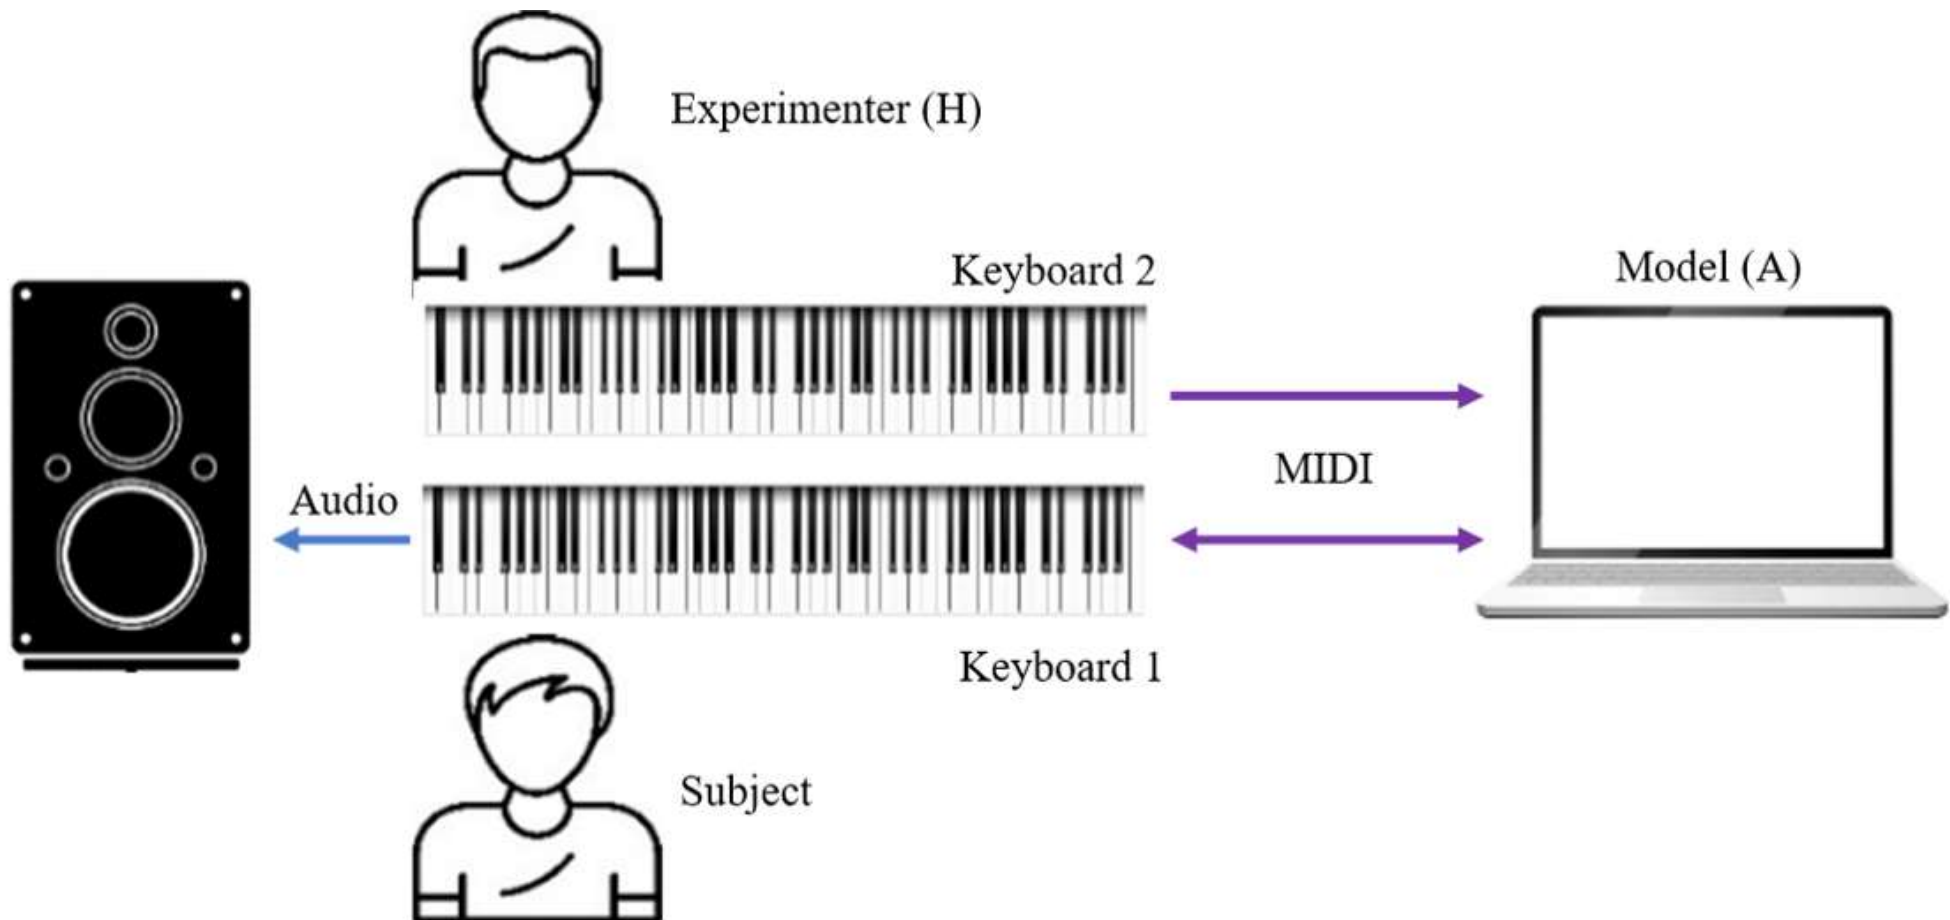 Experimenter (H)
Keyboard 2
Model (A)
MIDI
Audio
Keyboard 1
Subject